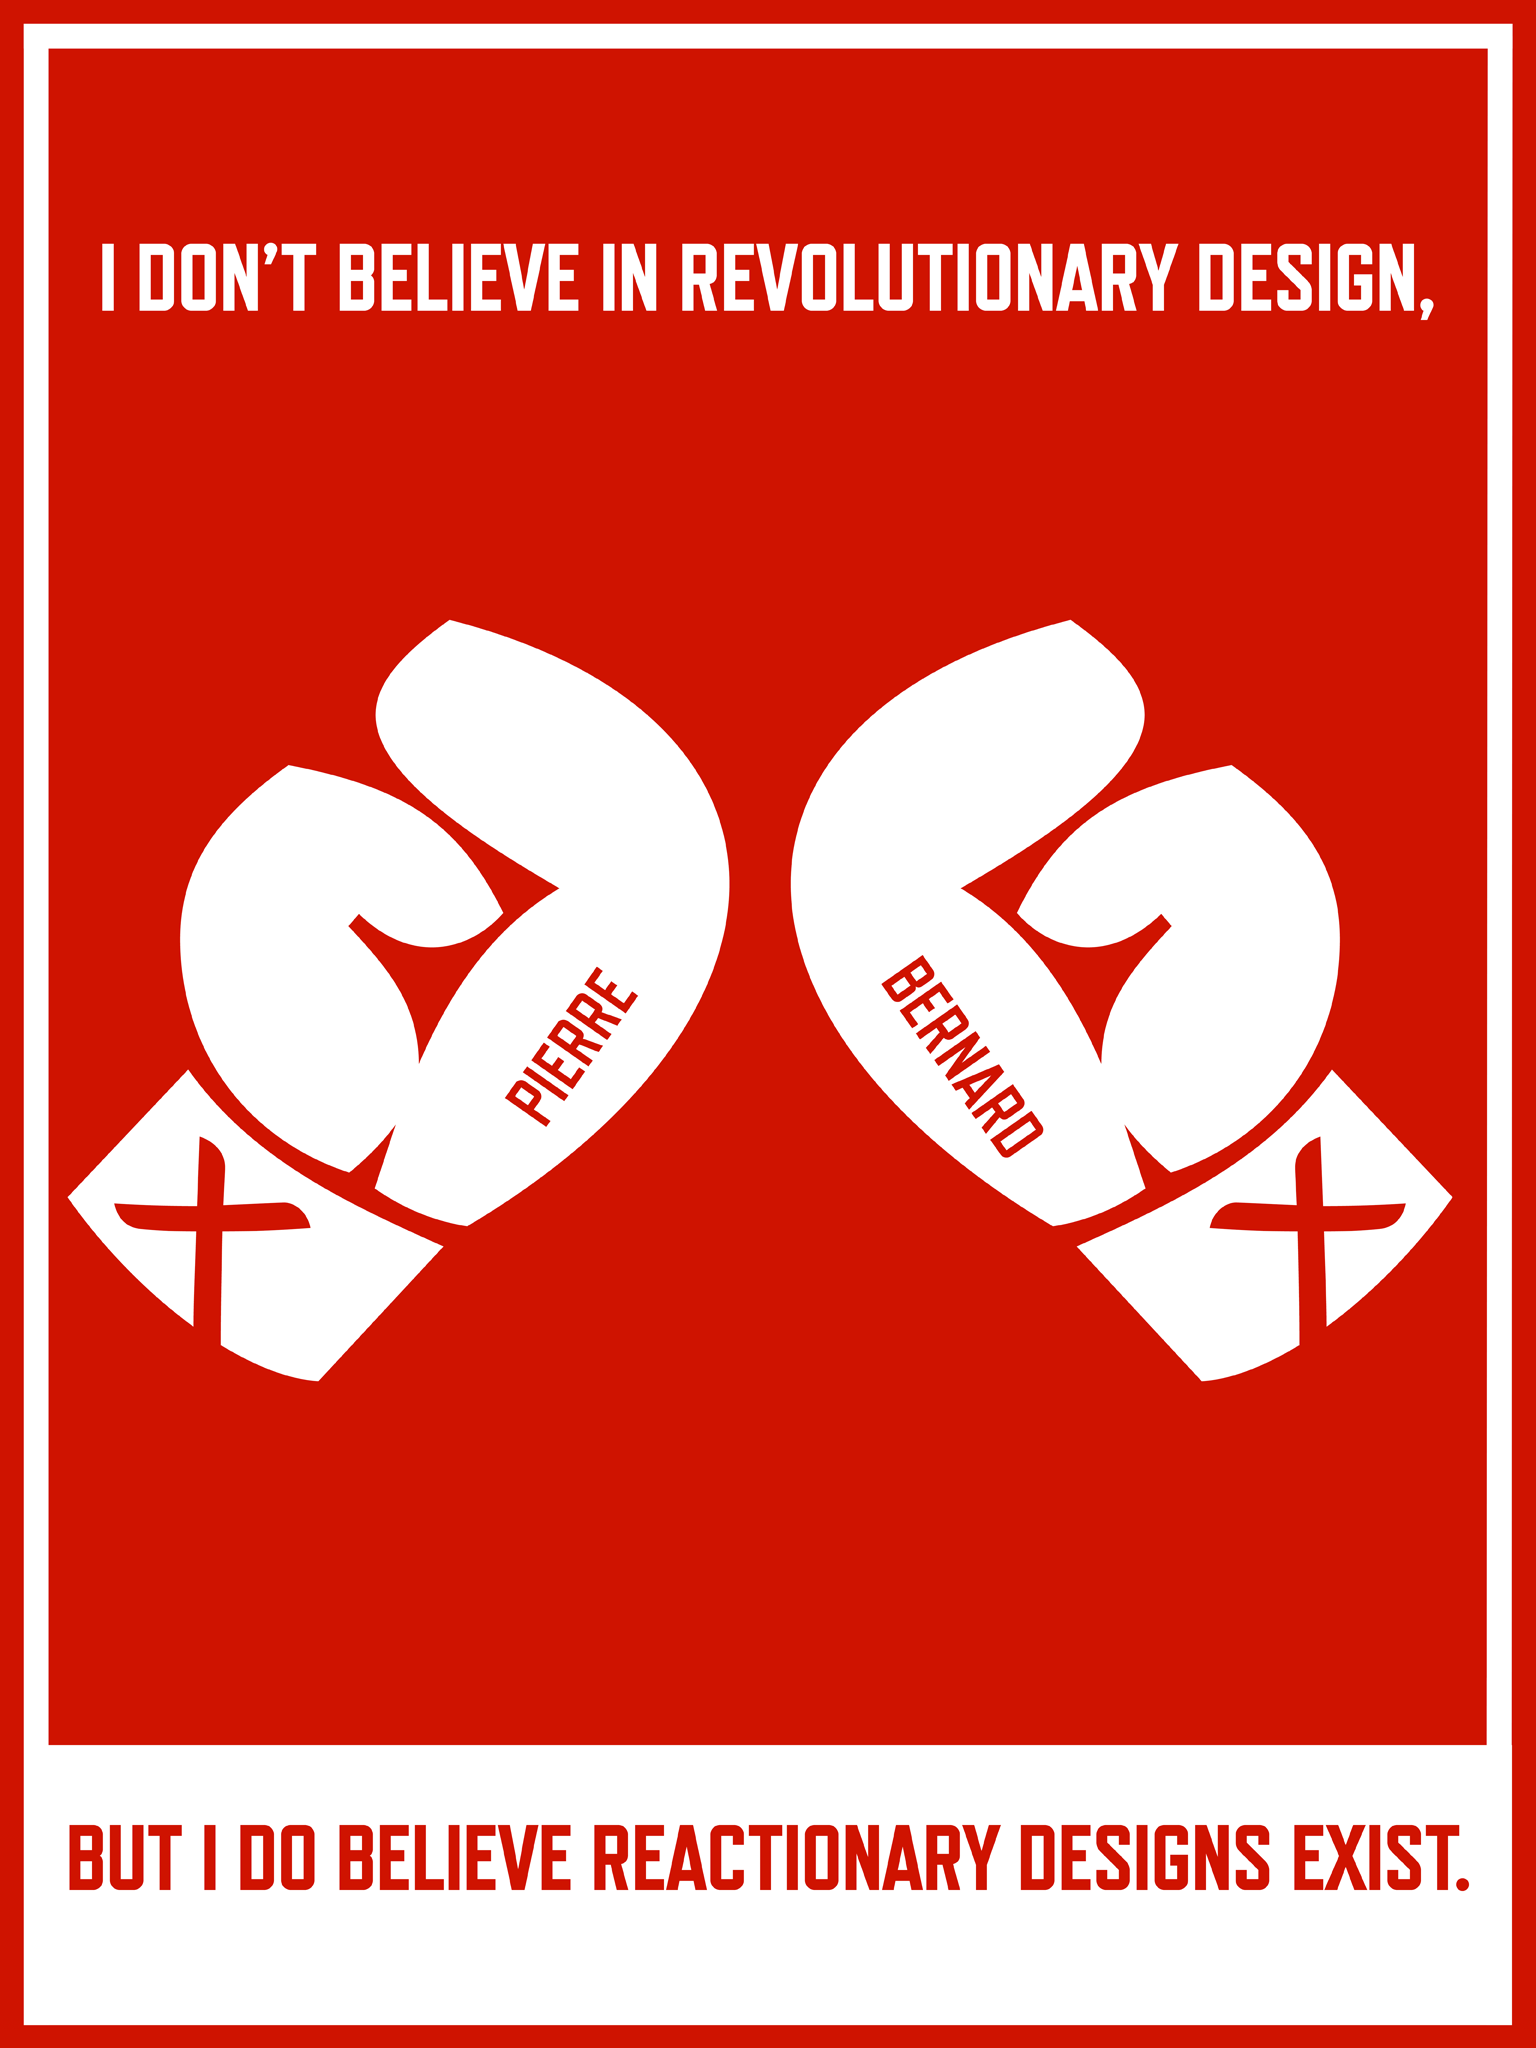 I DON'T BELIEVE IN REVOLUTIONARY DESIGN,
PIERRE
BERNARD
BUT I DO BELIEVE REACTIONARY DESIGNS EXIST.